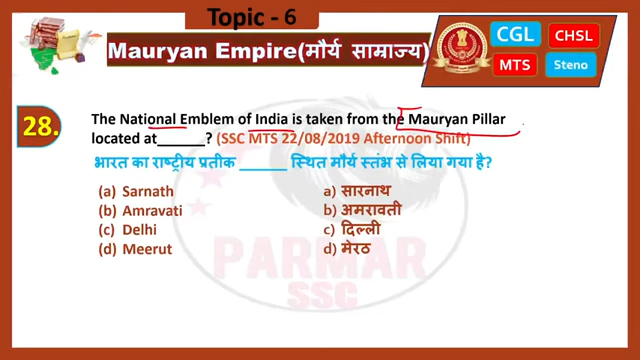 Topic - 6
Mauryan Empire(मौर्य साम्राज्य)
CGL
CHSL
MTS
Steno
28.
The National Emblem of India is taken from the Mauryan Pillar
located at______? (SSC MTS 22/08/2019 Afternoon Shift)
भारत का राष्ट्रीय प्रतीक ______ स्थित मौर्य स्तंभ से लिया गया है?
(a) Sarnath
a) सारनाथ
(b) Amravati
b) अमरावती
(c) Delhi
c) दिल्ली
(d) Meerut
d) मेरठ
PARMAR
SSC